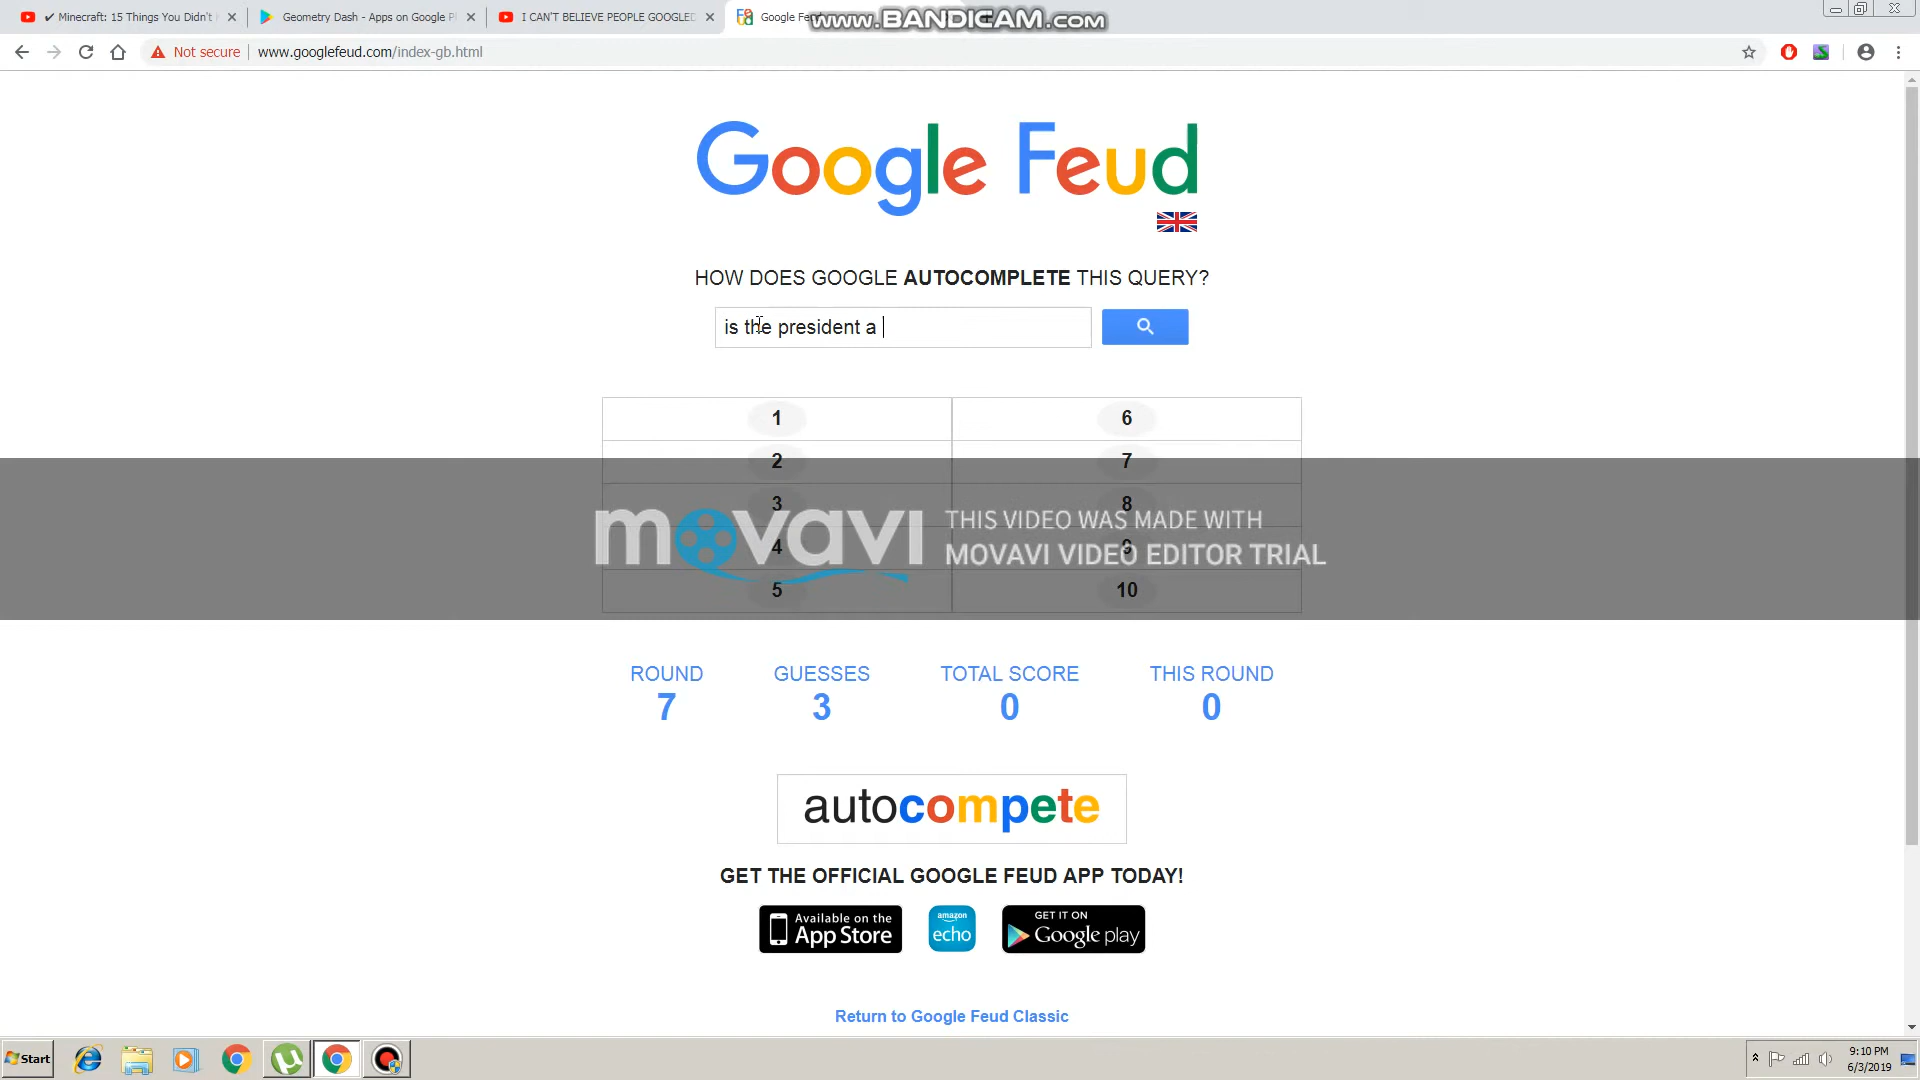 ✔ Minecraft: 15 Things You Didn't
Geometry Dash - Apps on Google P
I CAN'T BELIEVE PEOPLE GOOGLED
Google Feu
www.BANDICAM.com
Not secure
www.googlefeud.com/index-gb.html
Google Feud
HOW DOES GOOGLE AUTOCOMPLETE THIS QUERY?
is the president a
1 6
2 7
3 8
4 9
5 10
movavi
THIS VIDEO WAS MADE WITH
MOVAVI VIDEO EDITOR TRIAL
ROUND GUESSES TOTAL SCORE THIS ROUND
7 3 0 0
autocompete
GET THE OFFICIAL GOOGLE FEUD APP TODAY!
Available on the
App Store
amazon
echo
GET IT ON
Google play
Return to Google Feud Classic
Start
9:10 PM
6/3/2019